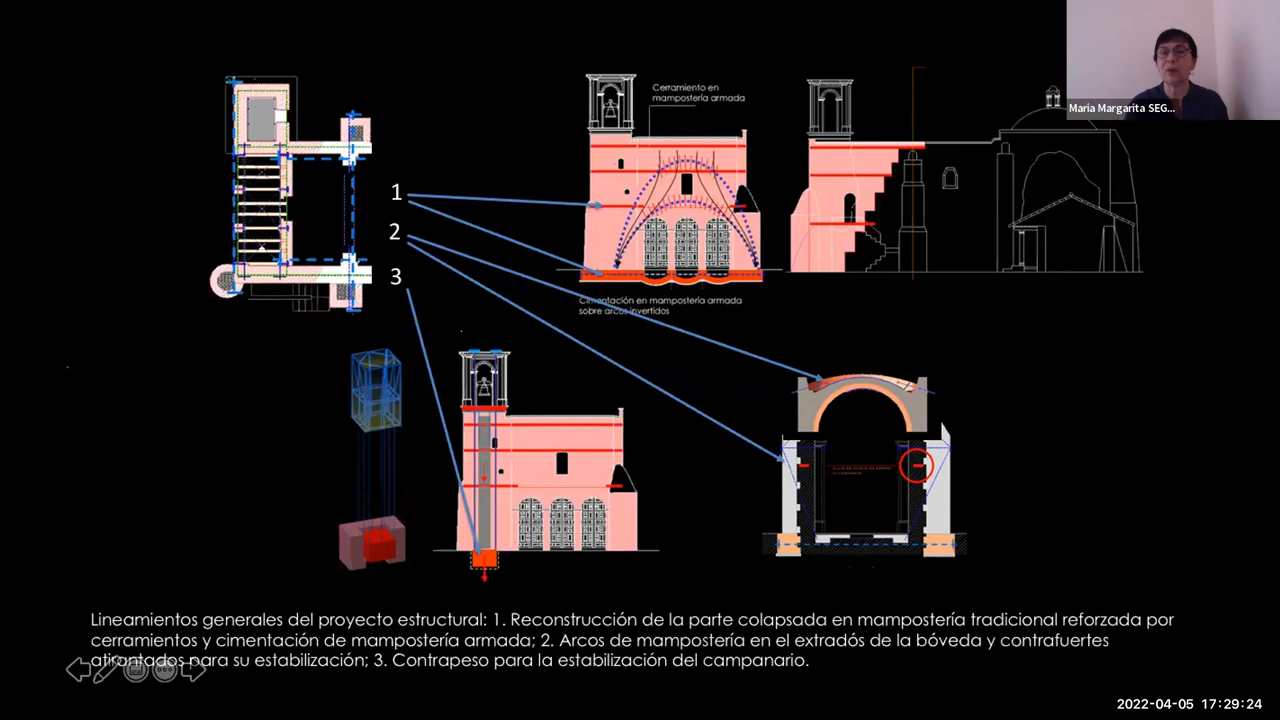 Maria Margarita SEG...
Cerramiento en
mampostería armada
1
2
3
Cimentación en mampostería armada
sobre arcos invertidos
Lineamientos generales del proyecto estructural: 1. Reconstrucción de la parte colapsada en mampostería tradicional reforzada por
cerramientos y cimentación de mampostería armada; 2. Arcos de mampostería en el extradós de la bóveda y contrafuertes
atirantados para su estabilización; 3. Contrapeso para la estabilización del campanario.
2022-04-05 17:29:24